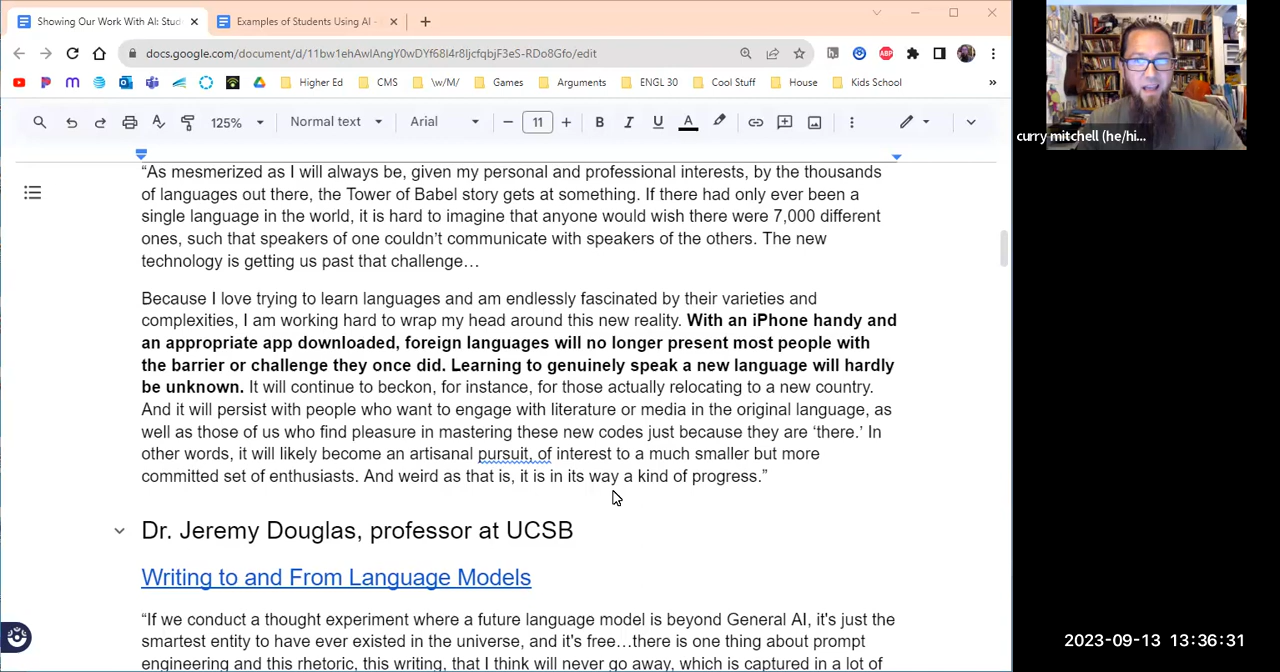 Showing Our Work With AI: Stud
Examples of Students Using AI -
docs.google.com/document/d/11bw1ehAwlAngY0wDYf68I4r8IjcfqbjF3eS-RDo8Gfo/edit
Higher Ed
CMS
\w/M/
Games
Arguments
ENGL 30
Cool Stuff
House
Kids School
»
125%
Normal text
Arial
11
B
I
U
A
“As mesmerized as I will always be, given my personal and professional interests, by the thousands
of languages out there, the Tower of Babel story gets at something. If there had only ever been a
single language in the world, it is hard to imagine that anyone would wish there were 7,000 different
ones, such that speakers of one couldn’t communicate with speakers of the others. The new
technology is getting us past that challenge…
Because I love trying to learn languages and am endlessly fascinated by their varieties and
complexities, I am working hard to wrap my head around this new reality. With an iPhone handy and
an appropriate app downloaded, foreign languages will no longer present most people with
the barrier or challenge they once did. Learning to genuinely speak a new language will hardly
be unknown. It will continue to beckon, for instance, for those actually relocating to a new country.
And it will persist with people who want to engage with literature or media in the original language, as
well as those of us who find pleasure in mastering these new codes just because they are ‘there.’ In
other words, it will likely become an artisanal pursuit, of interest to a much smaller but more
committed set of enthusiasts. And weird as that is, it is in its way a kind of progress.”
Dr. Jeremy Douglas, professor at UCSB
Writing to and From Language Models
“If we conduct a thought experiment where a future language model is beyond General AI, it's just the
smartest entity to have ever existed in the universe, and it's free…there is one thing about prompt
engineering and this rhetoric, this writing, that I think will never go away, which is captured in a lot of
curry mitchell (he/hi...
2023-09-13 13:36:31